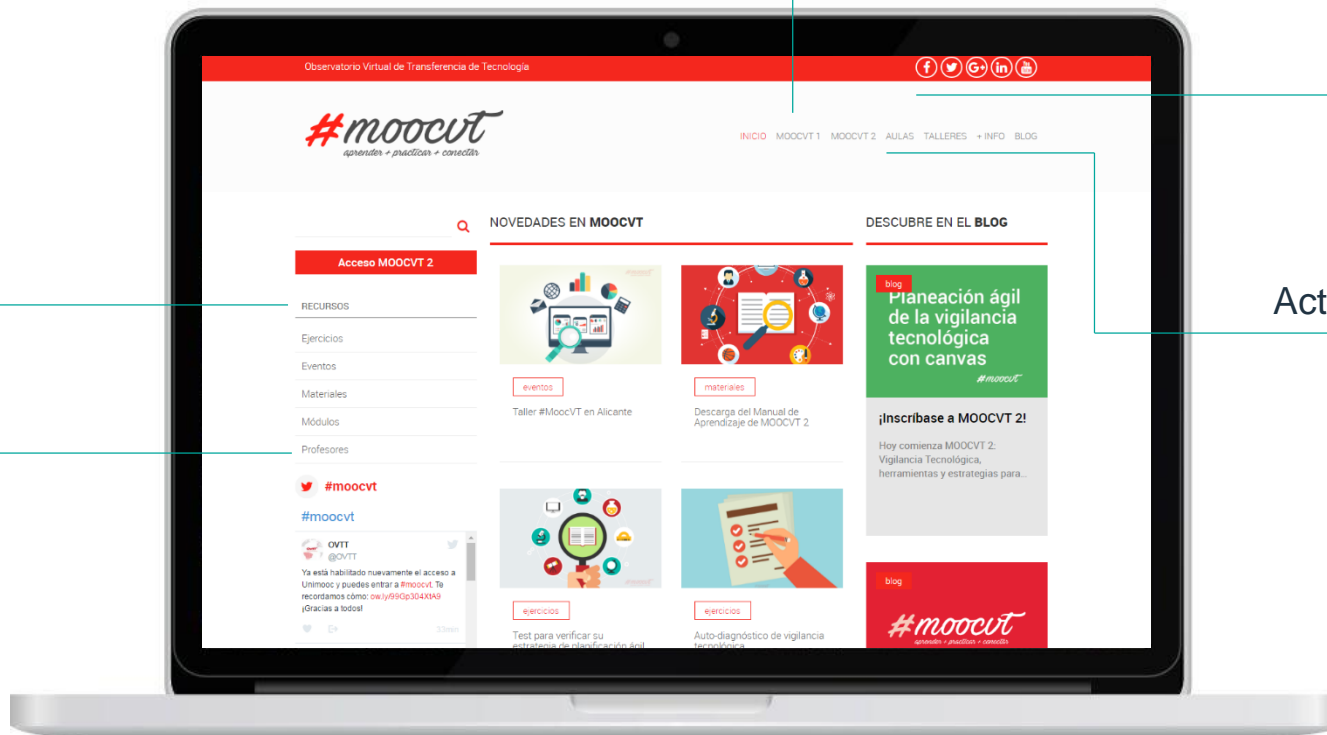 Observatorio Virtual de Transferencia de Tecnología
#moocvt
aprender + practicar + conectar
INICIO MOOCVT 1 MOOCVT 2 AULAS TALLERES + INFO BLOG
Acceso MOOCVT 2
RECURSOS
Ejercicios
Eventos
Materiales
Módulos
Profesores
#moocvt
#moocvt
OVTT
@OVTT
Ya está habilitado nuevamente el acceso a
Unimooc y puedes entrar a #moocvt. Te
recordamos cómo: ow.ly/99Gp304XtA9
¡Gracias a todos!
NOVEDADES EN MOOCVT
eventos
Taller #MoocVT en Alicante
materiales
Descarga del Manual de
Aprendizaje de MOOCVT 2
ejercicios
Test para verificar su
estrategia de planificación ágil
ejercicios
Auto-diagnóstico de vigilancia
tecnológica
DESCUBRE EN EL BLOG
blog
Planeación ágil
de la vigilancia
tecnológica
con canvas
#moocvt
¡Inscríbase a MOOCVT 2!
Hoy comienza MOOCVT 2:
Vigilancia Tecnológica,
herramientas y estrategias para...
blog
#moocvt
aprender + practicar + conectar
Act